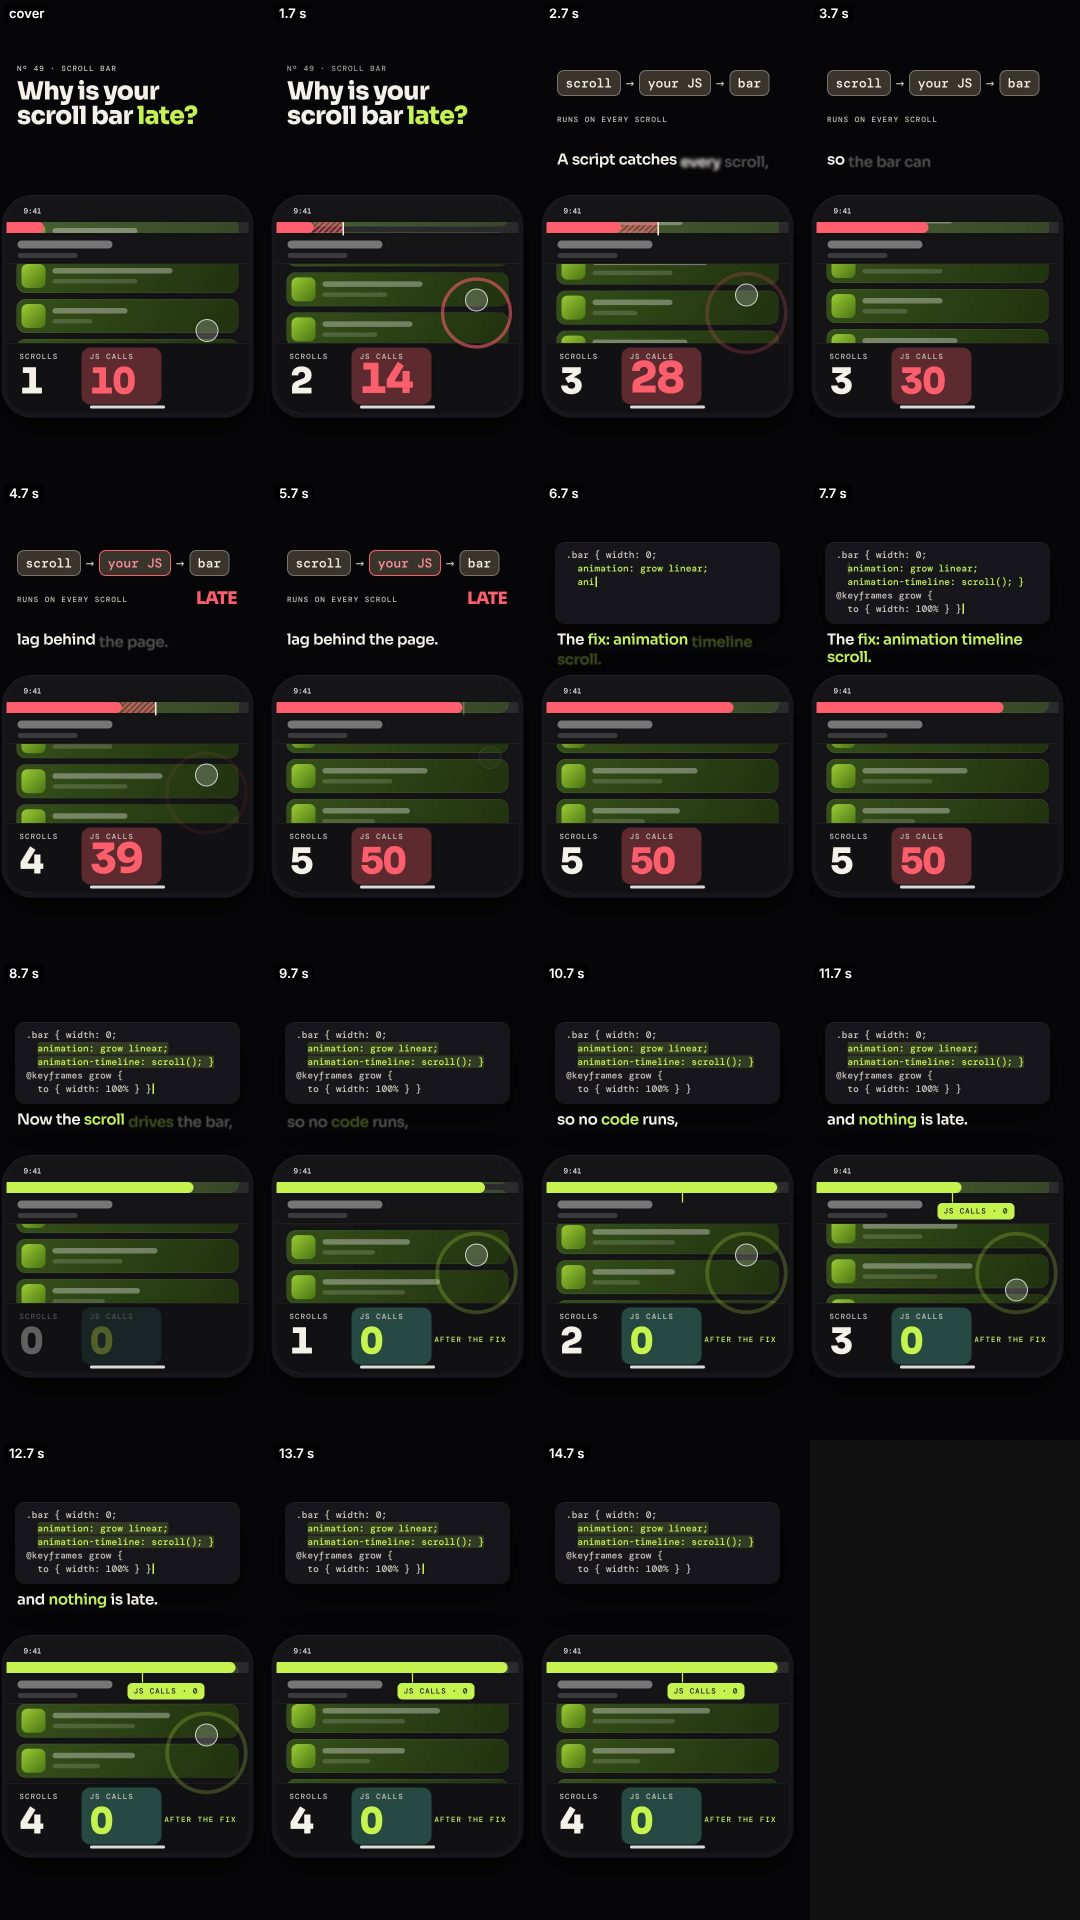 cover
Nº 49 · SCROLL BAR
Why is your
scroll bar late?
9:41
SCROLLS
JS CALLS
1
10
1.7 s
Nº 49 · SCROLL BAR
Why is your
scroll bar late?
9:41
SCROLLS
JS CALLS
2
14
2.7 s
scroll → your JS → bar
RUNS ON EVERY SCROLL
A script catches every scroll,
9:41
SCROLLS
JS CALLS
3
28
3.7 s
scroll → your JS → bar
RUNS ON EVERY SCROLL
so the bar can
9:41
SCROLLS
JS CALLS
3
30
4.7 s
scroll → your JS → bar
RUNS ON EVERY SCROLL
LATE
lag behind the page.
9:41
SCROLLS
JS CALLS
4
39
5.7 s
scroll → your JS → bar
RUNS ON EVERY SCROLL
LATE
lag behind the page.
9:41
SCROLLS
JS CALLS
5
50
6.7 s
.bar { width: 0;
animation: grow linear;
ani
The fix: animation timeline
scroll.
9:41
SCROLLS
JS CALLS
5
50
7.7 s
.bar { width: 0;
animation: grow linear;
animation-timeline: scroll(); }
@keyframes grow {
to { width: 100% } }
The fix: animation timeline
scroll.
9:41
SCROLLS
JS CALLS
5
50
8.7 s
.bar { width: 0;
animation: grow linear;
animation-timeline: scroll(); }
@keyframes grow {
to { width: 100% } }
Now the scroll drives the bar,
9:41
SCROLLS
JS CALLS
0
0
9.7 s
.bar { width: 0;
animation: grow linear;
animation-timeline: scroll(); }
@keyframes grow {
to { width: 100% } }
so no code runs,
9:41
SCROLLS
JS CALLS
1
0
AFTER THE FIX
10.7 s
.bar { width: 0;
animation: grow linear;
animation-timeline: scroll(); }
@keyframes grow {
to { width: 100% } }
so no code runs,
9:41
SCROLLS
JS CALLS
2
0
AFTER THE FIX
11.7 s
.bar { width: 0;
animation: grow linear;
animation-timeline: scroll(); }
@keyframes grow {
to { width: 100% } }
and nothing is late.
9:41
JS CALLS · 0
SCROLLS
JS CALLS
3
0
AFTER THE FIX
12.7 s
.bar { width: 0;
animation: grow linear;
animation-timeline: scroll(); }
@keyframes grow {
to { width: 100% } }
and nothing is late.
9:41
JS CALLS · 0
SCROLLS
JS CALLS
4
0
AFTER THE FIX
13.7 s
.bar { width: 0;
animation: grow linear;
animation-timeline: scroll(); }
@keyframes grow {
to { width: 100% } }
9:41
JS CALLS · 0
SCROLLS
JS CALLS
4
0
AFTER THE FIX
14.7 s
.bar { width: 0;
animation: grow linear;
animation-timeline: scroll(); }
@keyframes grow {
to { width: 100% } }
9:41
JS CALLS · 0
SCROLLS
JS CALLS
4
0
AFTER THE FIX